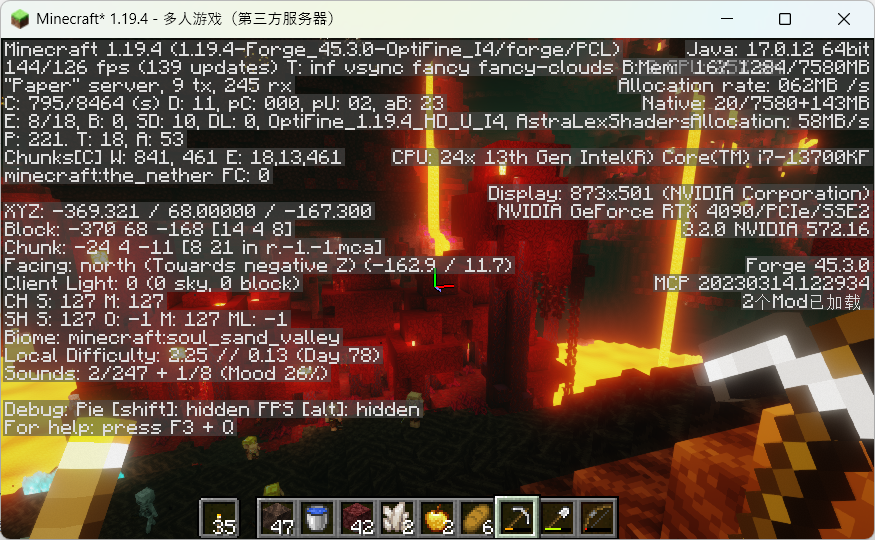 Minecraft* 1.19.4 - 多人游戏（第三方服务器）
Minecraft 1.19.4 (1.19.4-Forge_45.3.0-OptiFine_I4/forge/PCL)
Java: 17.0.12 64bit
144/126 fps (139 updates) T: inf vsync fancy fancy-clouds B
Mem: 16% 1284/7580MB
"Paper" server, 9 tx, 245 rx
Allocation rate: 062MB /s
C: 795/8464 (s) D: 11, pC: 000, pU: 02, aB: 23
Native: 20/7580+143MB
E: 8/18, B: 0, SD: 10, DL: 0, OptiFine_1.19.4_HD_U_I4, AstraLexShaders
Allocation: 58MB/s
P: 221. T: 18, A: 53
Chunks[C] W: 841, 461 E: 18,13,461
CPU: 24x 13th Gen Intel(R) Core(TM) i7-13700KF
minecraft:the_nether FC: 0
Display: 873x501 (NVIDIA Corporation)
XYZ: -369.321 / 68.00000 / -167.300
NVIDIA GeForce RTX 4090/PCIe/SSE2
Block: -370 68 -168 [14 4 8]
3.2.0 NVIDIA 572.16
Chunk: -24 4 -11 [8 21 in r.-1.-1.mca]
Facing: north (Towards negative Z) (-162.9 / 11.7)
Forge 45.3.0
Client Light: 0 (0 sky, 0 block)
MCP 20230314.122934
CH S: 127 M: 127
2个Mod已加载
SH S: 127 O: -1 M: 127 ML: -1
Biome: minecraft:soul_sand_valley
Local Difficulty: 2.25 // 0.13 (Day 78)
Sounds: 2/247 + 1/8 (Mood 26%)
Debug: Pie [shift]: hidden FPS [alt]: hidden
For help: press F3 + Q
35 47 42 2 2 6